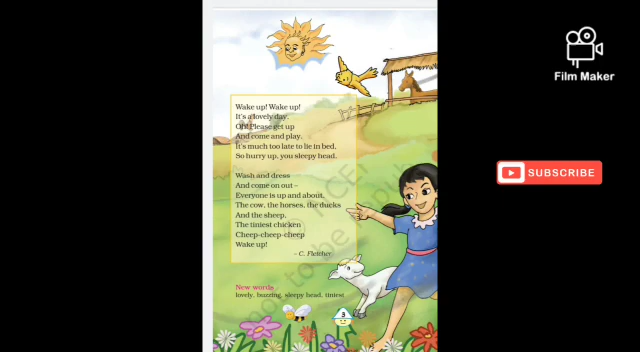 Wake up! Wake up!
It's a lovely day.
Oh! Please get up
And come and play.
It's much too late to lie in bed.
So hurry up, you sleepy head.
Wash and dress
And come on out –
Everyone is up and about,
The cow, the horses, the ducks
And the sheep,
The tiniest chicken
Cheep-cheep-cheep
Wake up!
– C. Fletcher
New words
lovely, buzzing, sleepy head, tiniest
3
Film Maker
SUBSCRIBE